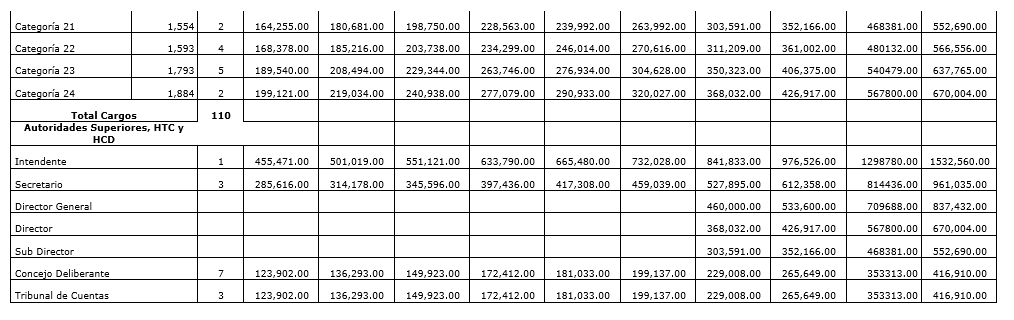 Categoría 21 1,554 2 164,255.00 180,681.00 198,750.00 228,563.00 239,992.00 263,992.00 303,591.00 352,166.00 468381.00 552,690.00
Categoría 22 1,593 4 168,378.00 185,216.00 203,738.00 234,299.00 246,014.00 270,616.00 311,209.00 361,002.00 480132.00 566,556.00
Categoría 23 1,793 5 189,540.00 208,494.00 229,344.00 263,746.00 276,934.00 304,628.00 350,323.00 406,375.00 540479.00 637,765.00
Categoría 24 1,884 2 199,121.00 219,034.00 240,938.00 277,079.00 290,933.00 320,027.00 368,032.00 426,917.00 567800.00 670,004.00
Total Cargos 110
Autoridades Superiores, HTC y
HCD
Intendente 1 455,471.00 501,019.00 551,121.00 633,790.00 665,480.00 732,028.00 841,833.00 976,526.00 1298780.00 1532,560.00
Secretario 3 285,616.00 314,178.00 345,596.00 397,436.00 417,308.00 459,039.00 527,895.00 612,358.00 814436.00 961,035.00
Director General 460,000.00 533,600.00 709688.00 837,432.00
Director 368,032.00 426,917.00 567800.00 670,004.00
Sub Director 303,591.00 352,166.00 468381.00 552,690.00
Concejo Deliberante 7 123,902.00 136,293.00 149,923.00 172,412.00 181,033.00 199,137.00 229,008.00 265,649.00 353313.00 416,910.00
Tribunal de Cuentas 3 123,902.00 136,293.00 149,923.00 172,412.00 181,033.00 199,137.00 229,008.00 265,649.00 353313.00 416,910.00